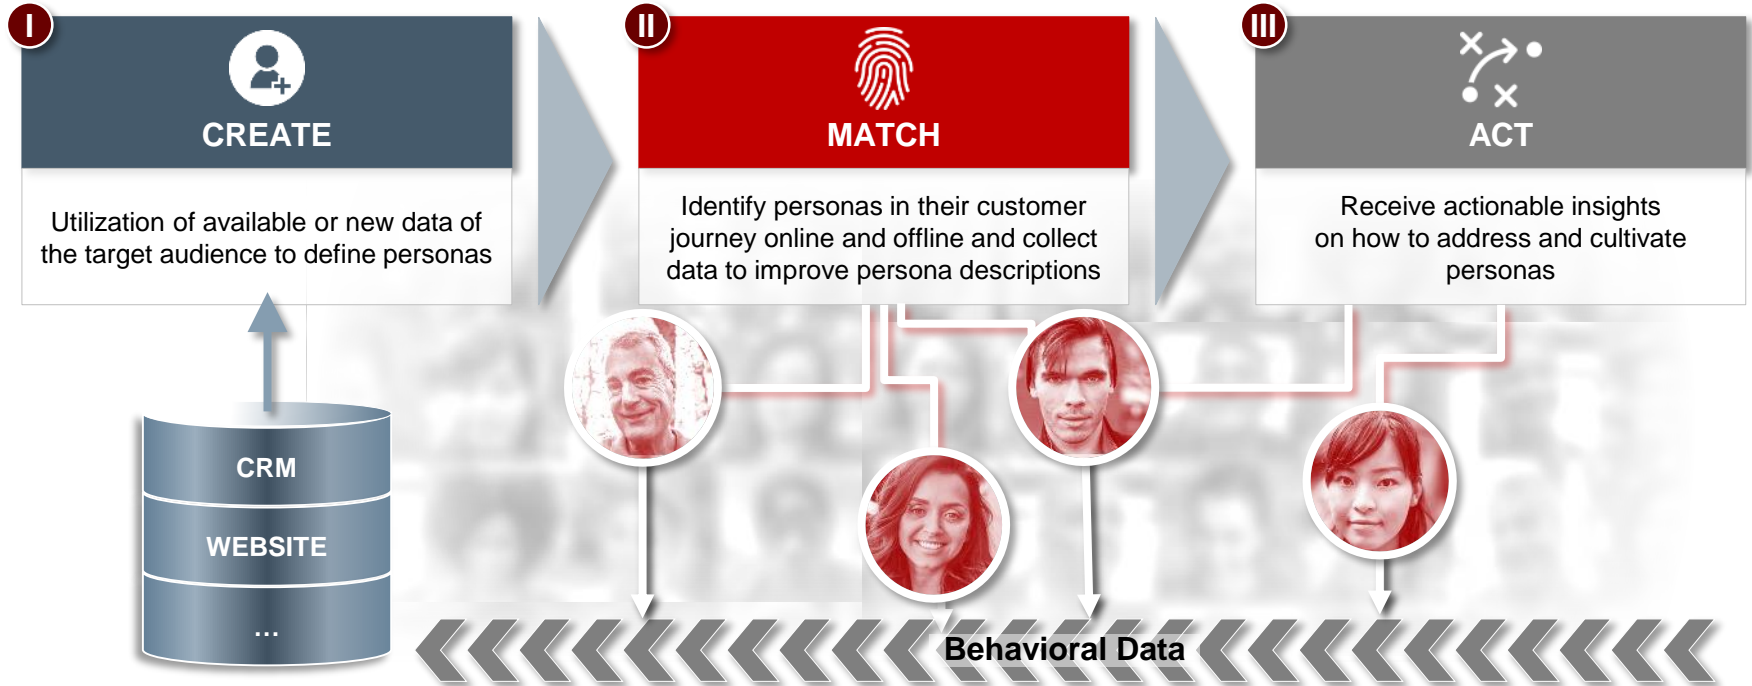 I
CREATE
Utilization of available or new data of
the target audience to define personas
II
MATCH
Identify personas in their customer
journey online and offline and collect
data to improve persona descriptions
III
ACT
Receive actionable insights
on how to address and cultivate
personas
CRM
WEBSITE
...
Behavioral Data